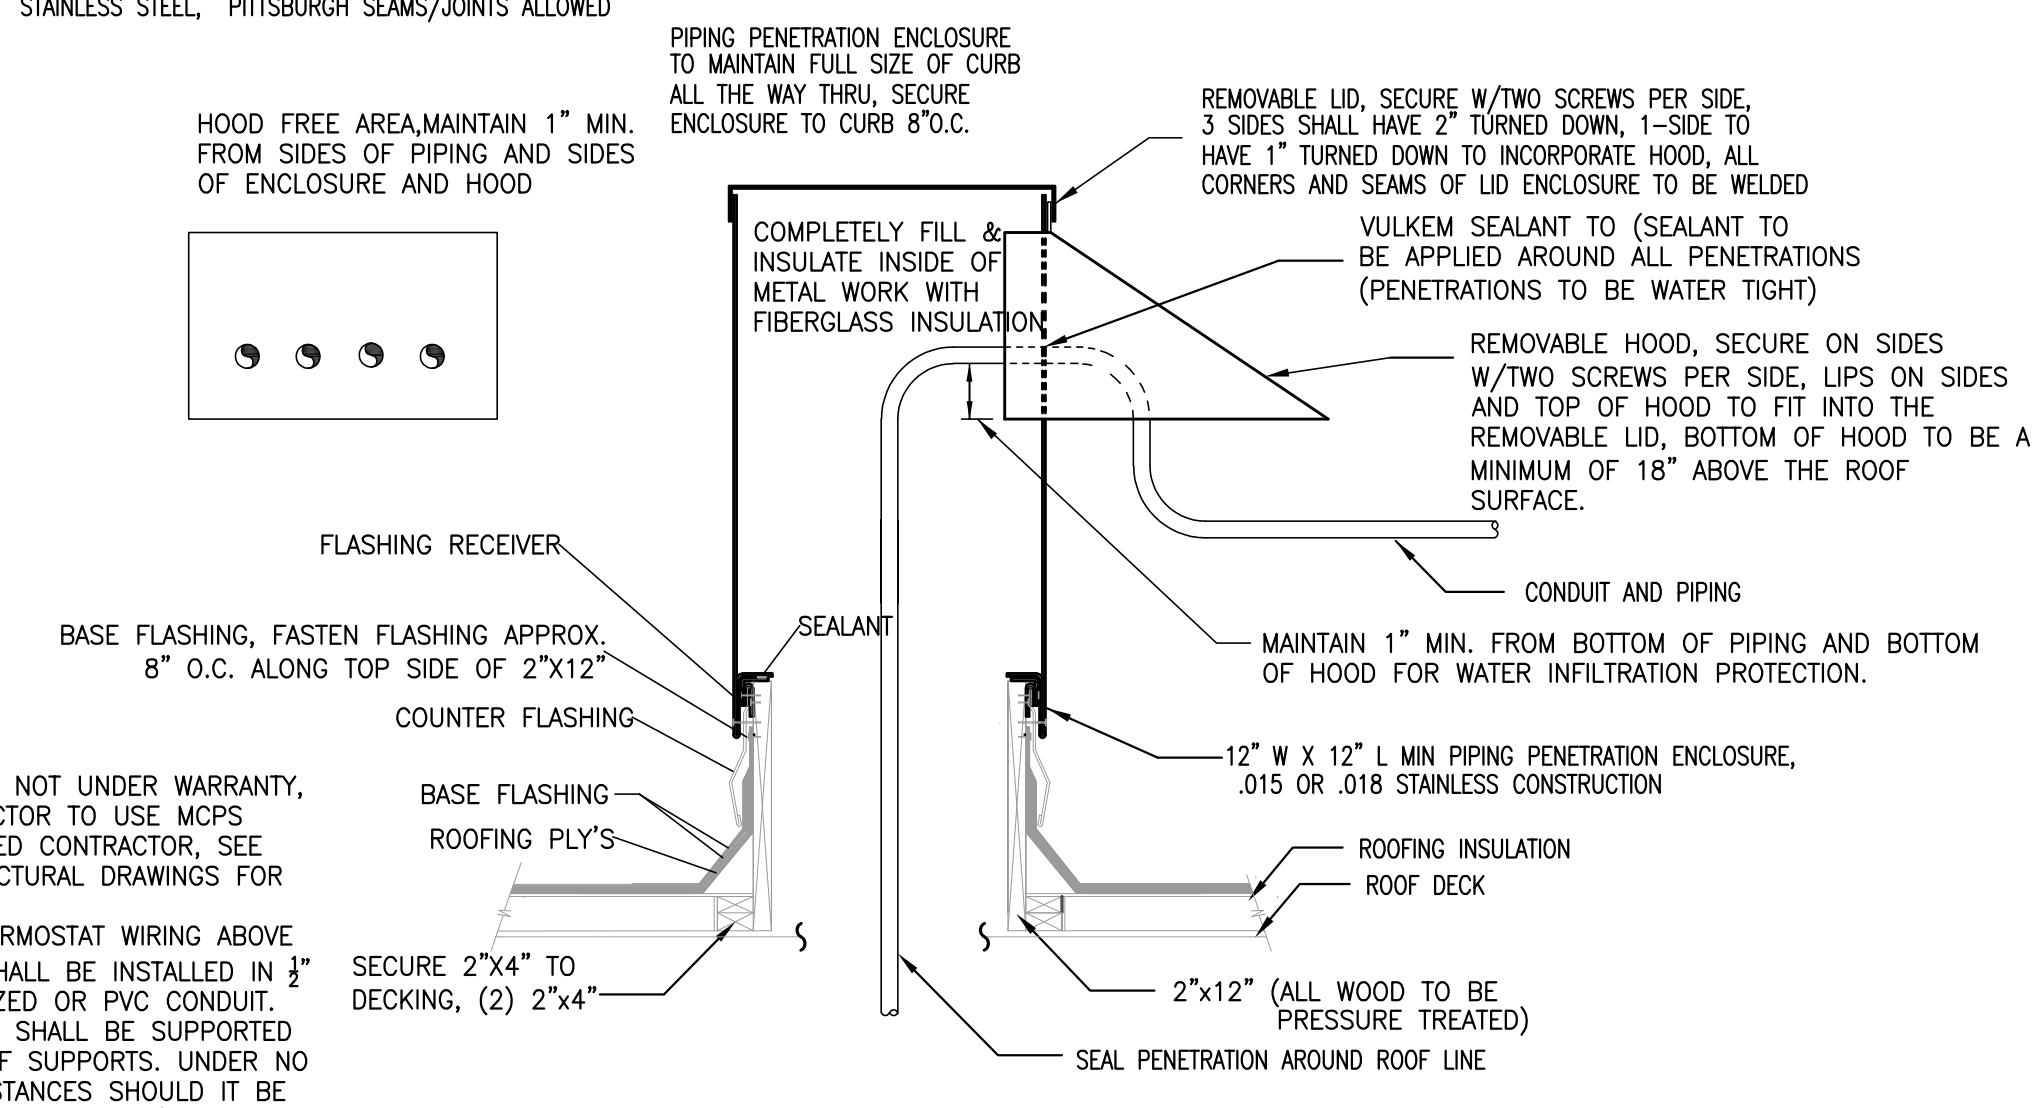 STAINLESS STEEL, PITTSBURGH SEAMS/JOINTS ALLOWED
PIPING PENETRATION ENCLOSURE
TO MAINTAIN FULL SIZE OF CURB
ALL THE WAY THRU, SECURE
ENCLOSURE TO CURB 8"O.C.
HOOD FREE AREA,MAINTAIN 1" MIN.
FROM SIDES OF PIPING AND SIDES
OF ENCLOSURE AND HOOD
REMOVABLE LID, SECURE W/TWO SCREWS PER SIDE,
3 SIDES SHALL HAVE 2" TURNED DOWN, 1-SIDE TO
HAVE 1" TURNED DOWN TO INCORPORATE HOOD, ALL
CORNERS AND SEAMS OF LID ENCLOSURE TO BE WELDED
COMPLETELY FILL &
INSULATE INSIDE OF
METAL WORK WITH
FIBERGLASS INSULATION
VULKEM SEALANT TO (SEALANT TO
BE APPLIED AROUND ALL PENETRATIONS
(PENETRATIONS TO BE WATER TIGHT)
REMOVABLE HOOD, SECURE ON SIDES
W/TWO SCREWS PER SIDE, LIPS ON SIDES
AND TOP OF HOOD TO FIT INTO THE
REMOVABLE LID, BOTTOM OF HOOD TO BE A
MINIMUM OF 18" ABOVE THE ROOF
SURFACE.
FLASHING RECEIVER
CONDUIT AND PIPING
BASE FLASHING, FASTEN FLASHING APPROX.
8" O.C. ALONG TOP SIDE OF 2"X12"
SEALANT
MAINTAIN 1" MIN. FROM BOTTOM OF PIPING AND BOTTOM
OF HOOD FOR WATER INFILTRATION PROTECTION.
COUNTER FLASHING
12" W X 12" L MIN PIPING PENETRATION ENCLOSURE,
.015 OR .018 STAINLESS CONSTRUCTION
BASE FLASHING
ROOFING PLY'S
ROOFING INSULATION
ROOF DECK
NOT UNDER WARRANTY,
CTOR TO USE MCPS
ED CONTRACTOR, SEE
CTURAL DRAWINGS FOR
RMOSTAT WIRING ABOVE
HALL BE INSTALLED IN ½"
ZED OR PVC CONDUIT.
SHALL BE SUPPORTED
F SUPPORTS. UNDER NO
STANCES SHOULD IT BE
SECURE 2"X4" TO
DECKING, (2) 2"x4"
2"x12" (ALL WOOD TO BE
PRESSURE TREATED)
SEAL PENETRATION AROUND ROOF LINE